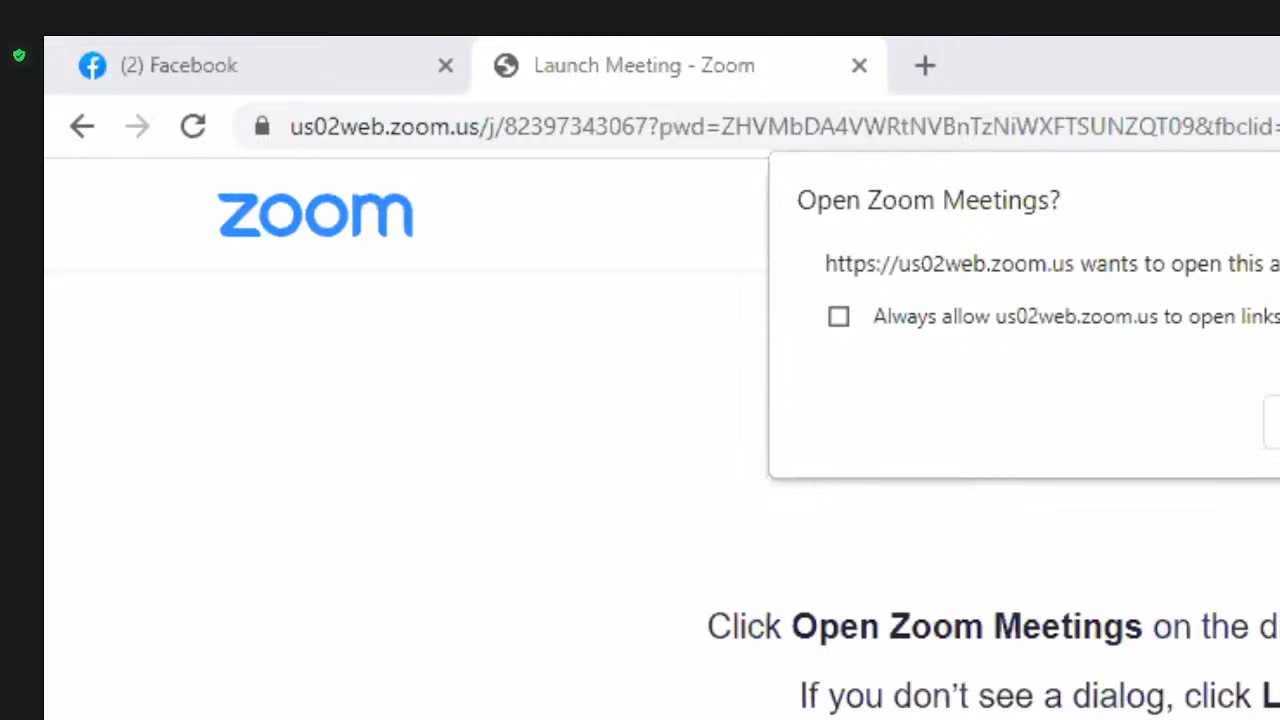 (2) Facebook
Launch Meeting - Zoom
us02web.zoom.us/j/82397343067?pwd=ZHVMbDA4VWRtNVBnTzNiWXFTSUNZQT09&fbclid=
zoom
Open Zoom Meetings?
https://us02web.zoom.us wants to open this a
Always allow us02web.zoom.us to open links
Click Open Zoom Meetings on the d
If you don’t see a dialog, click L